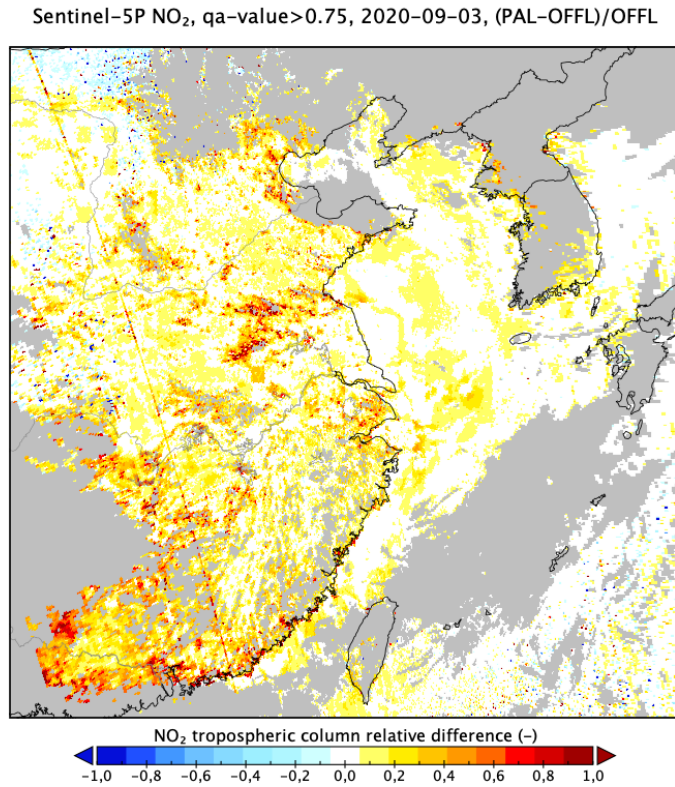 Sentinel-5P NO₂, qa-value>0.75, 2020-09-03, (PAL-OFFL)/OFFL
NO₂ tropospheric column relative difference (–)
−1,0 −0,8 −0,6 −0,4 −0,2 0,0 0,2 0,4 0,6 0,8 1,0